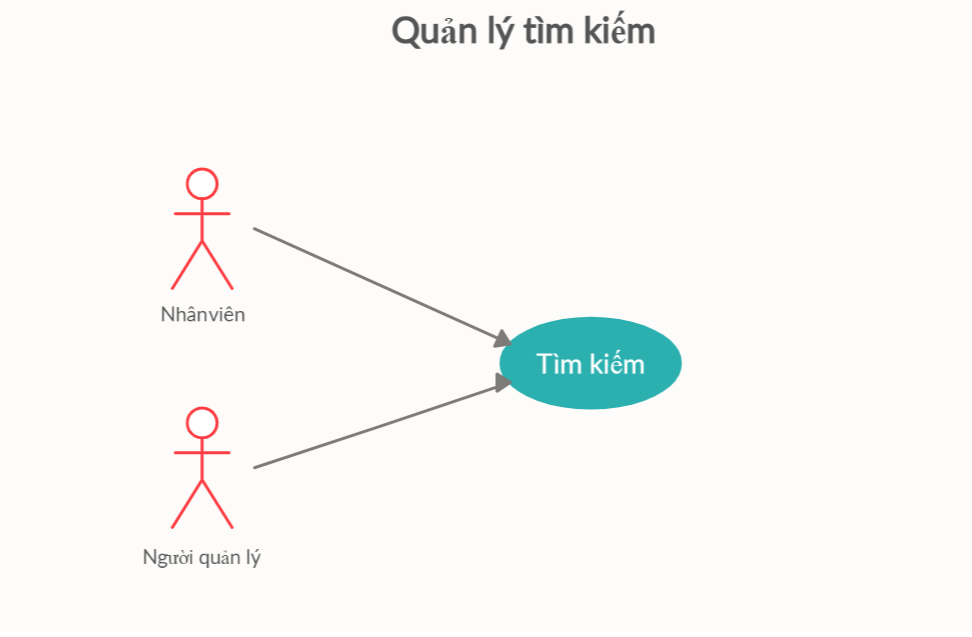 Quản lý tìm kiếm
Nhânviên
Tìm kiếm
Người quản lý